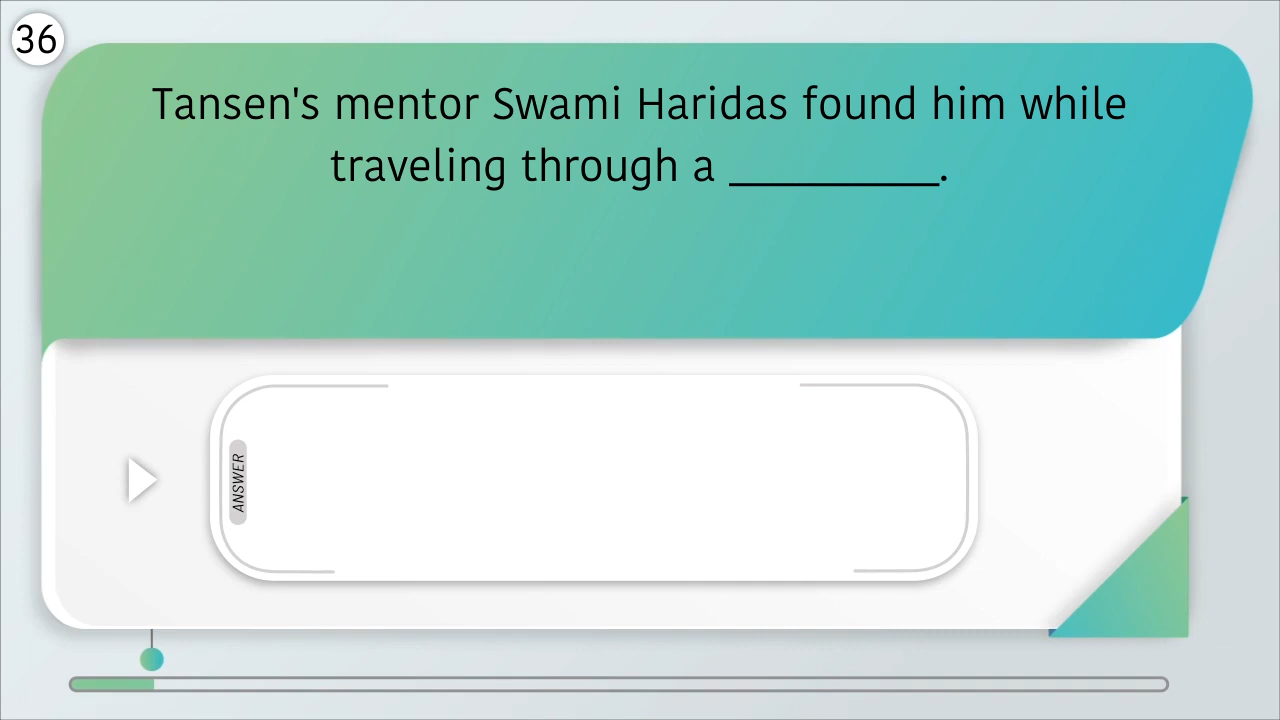 36
Tansen's mentor Swami Haridas found him while
traveling through a __________.
ANSWER